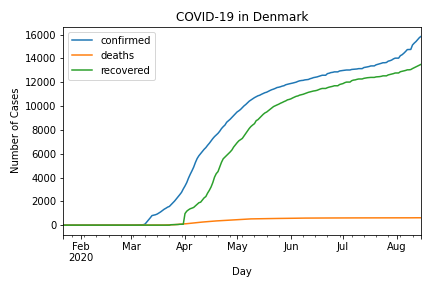 COVID-19 in Denmark
confirmed
deaths
recovered
16000
14000
12000
10000
8000
6000
4000
2000
0
Number of Cases
Feb
2020
Mar
Apr
May
Jun
Jul
Aug
Day